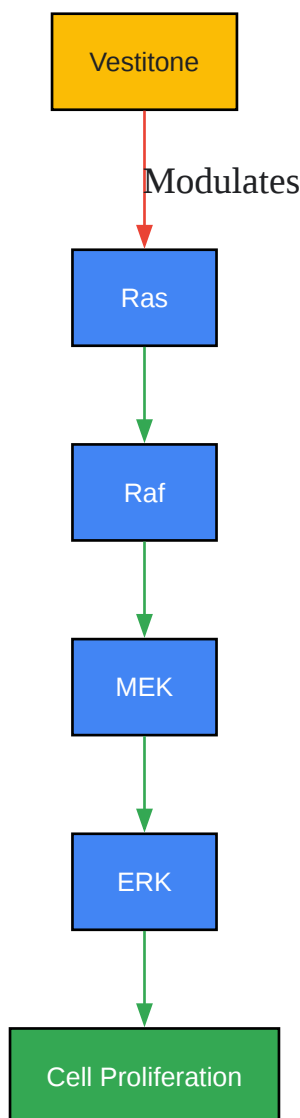 Vestitone
Modulates
Ras
Raf
MEK
ERK
Cell Proliferation